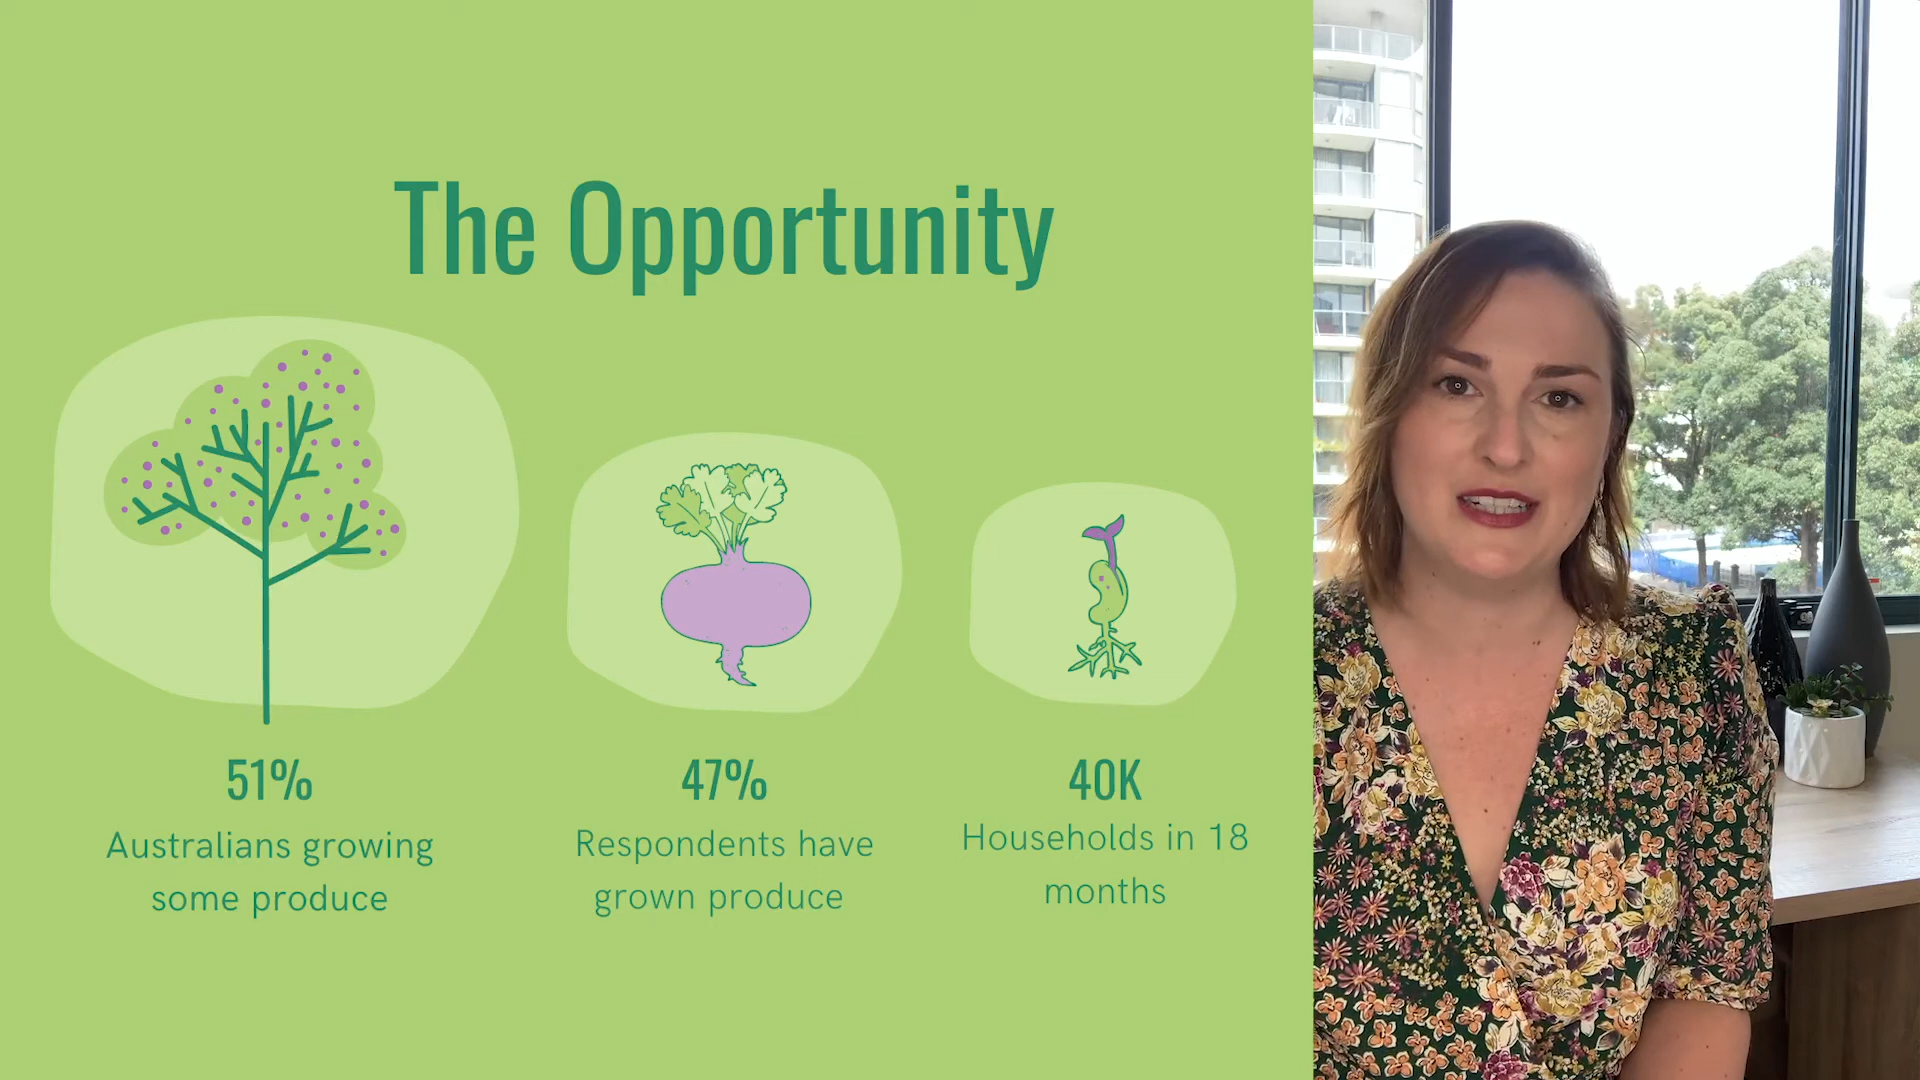 The Opportunity
51%
Australians growing
some produce
47%
Respondents have
grown produce
40K
Households in 18
months